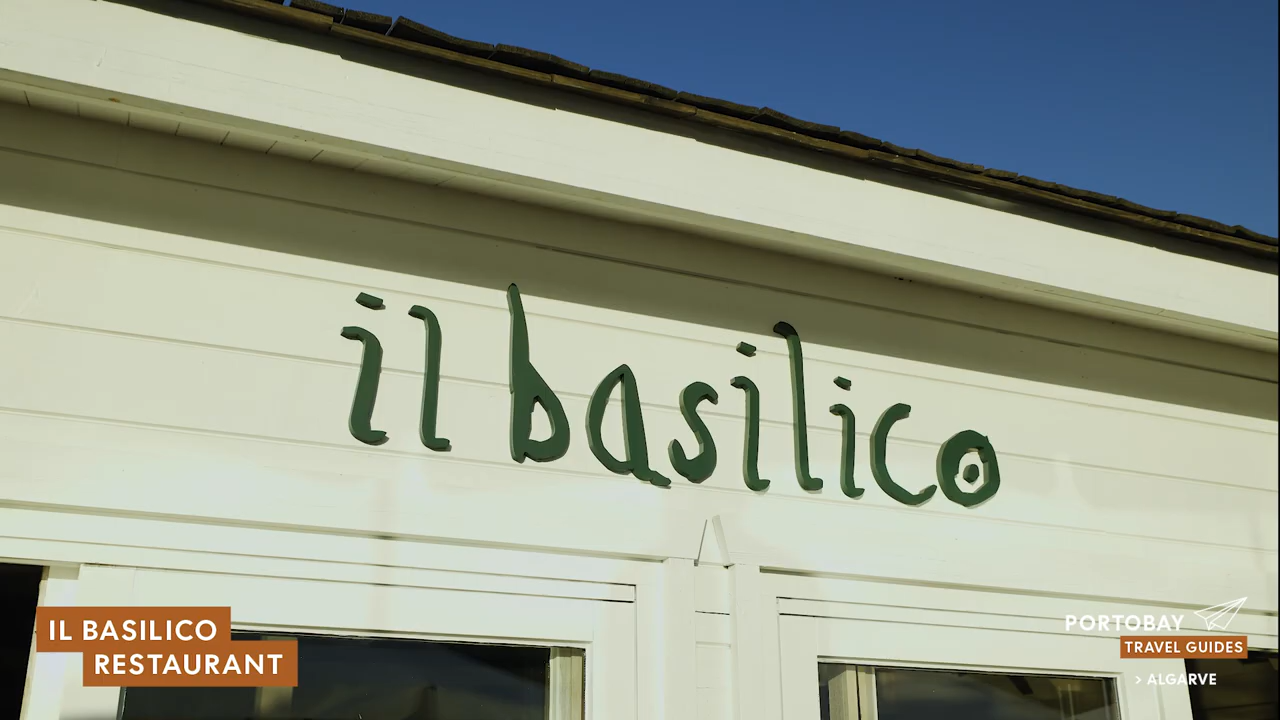 il basilico
IL BASILICO
RESTAURANT
PORTOBAY
TRAVEL GUIDES
> ALGARVE